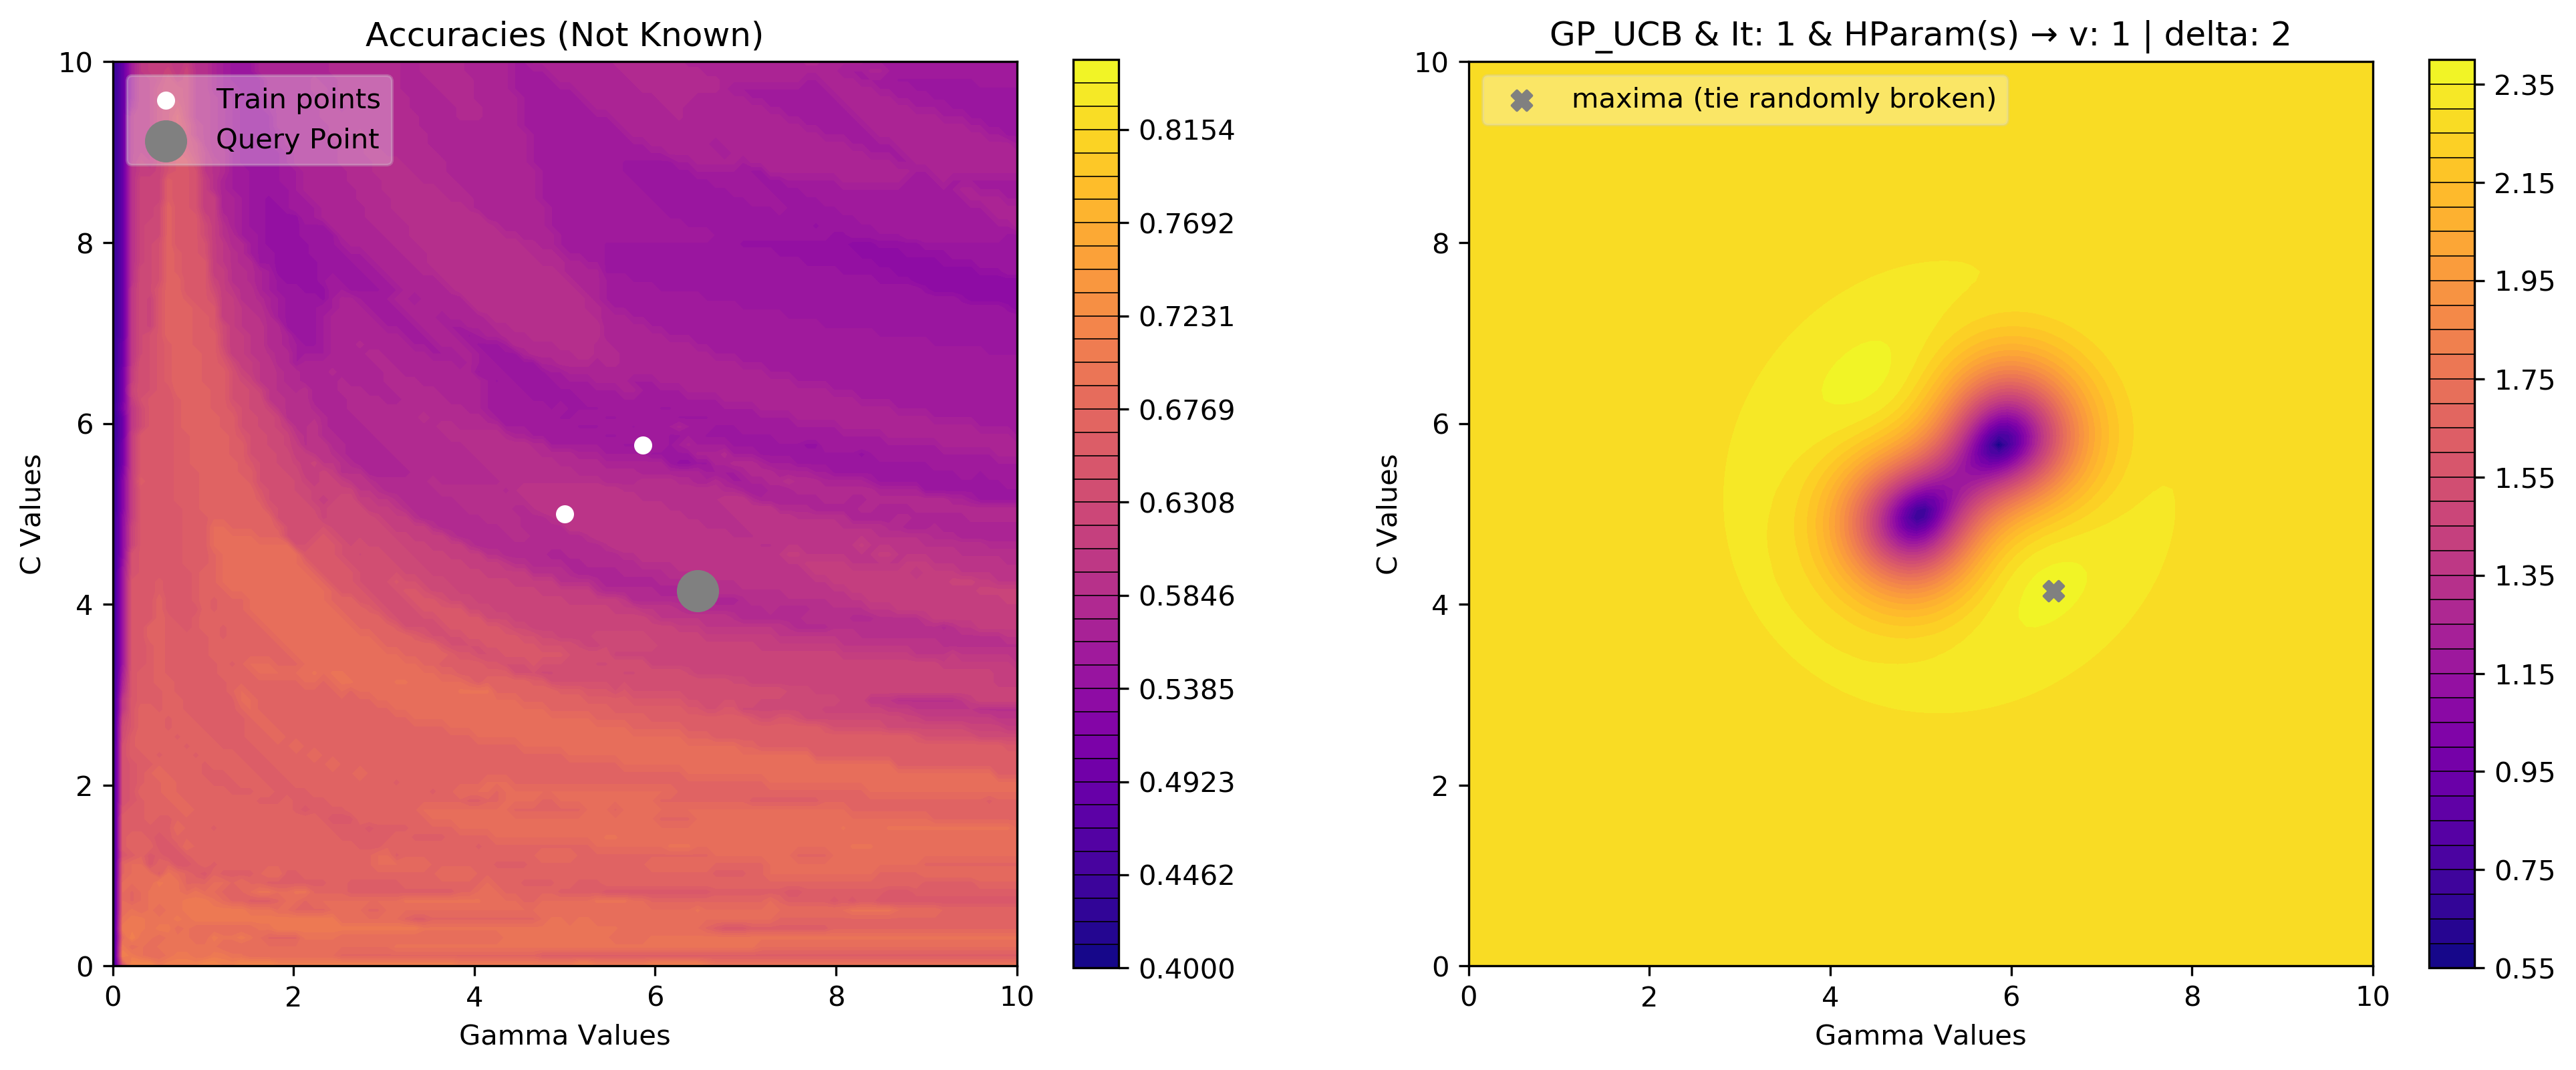 Accuracies (Not Known)
Train points
Query Point
10
8
6
4
2
0
C Values
0 2 4 6 8 10
Gamma Values
0.8154
0.7692
0.7231
0.6769
0.6308
0.5846
0.5385
0.4923
0.4462
0.4000
GP_UCB & It: 1 & HParam(s) → v: 1 | delta: 2
maxima (tie randomly broken)
10
8
6
4
2
0
C Values
0 2 4 6 8 10
Gamma Values
2.35
2.15
1.95
1.75
1.55
1.35
1.15
0.95
0.75
0.55